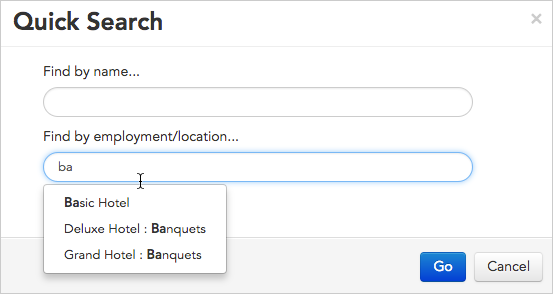 Quick Search ×
Find by name...
Find by employment/location...
ba
Basic Hotel
Deluxe Hotel : Banquets
Grand Hotel : Banquets
Go Cancel